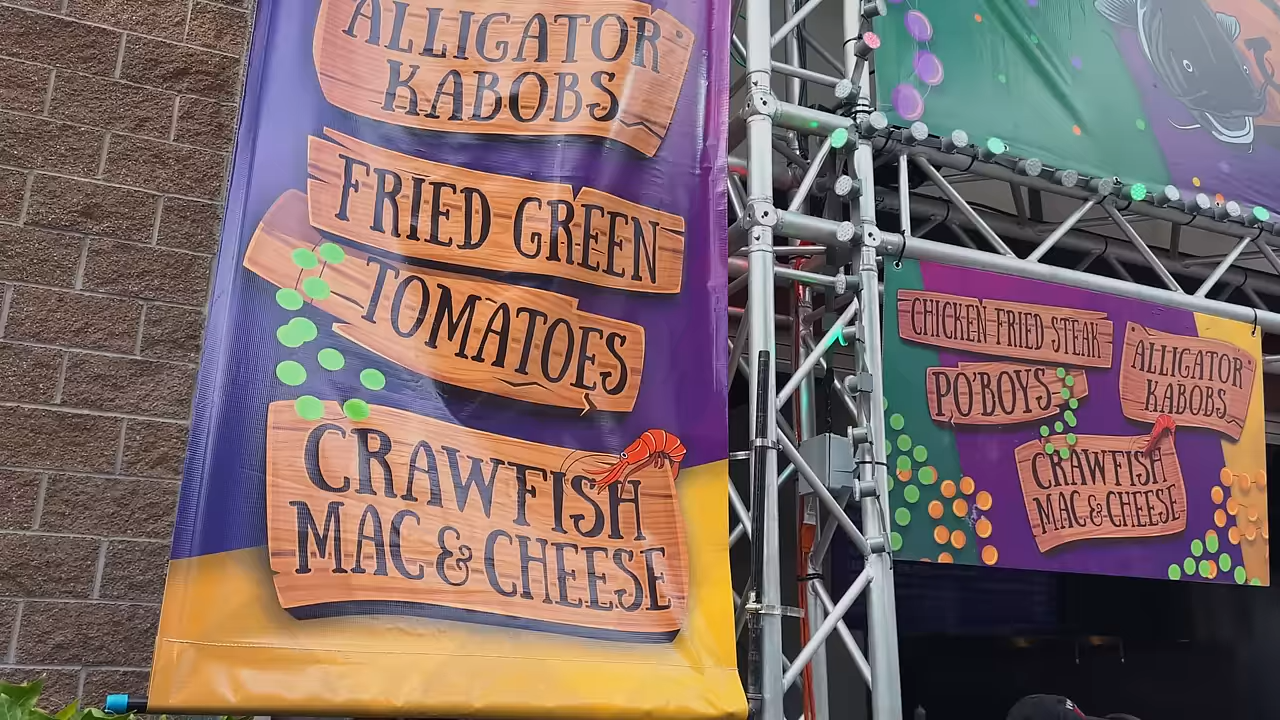 ALLIGATOR
KABOBS
FRIED GREEN
TOMATOES
CRAWFISH
MAC & CHEESE
CHICKEN FRIED STEAK
PO'BOYS
ALLIGATOR
KABOBS
CRAWFISH
MAC & CHEESE